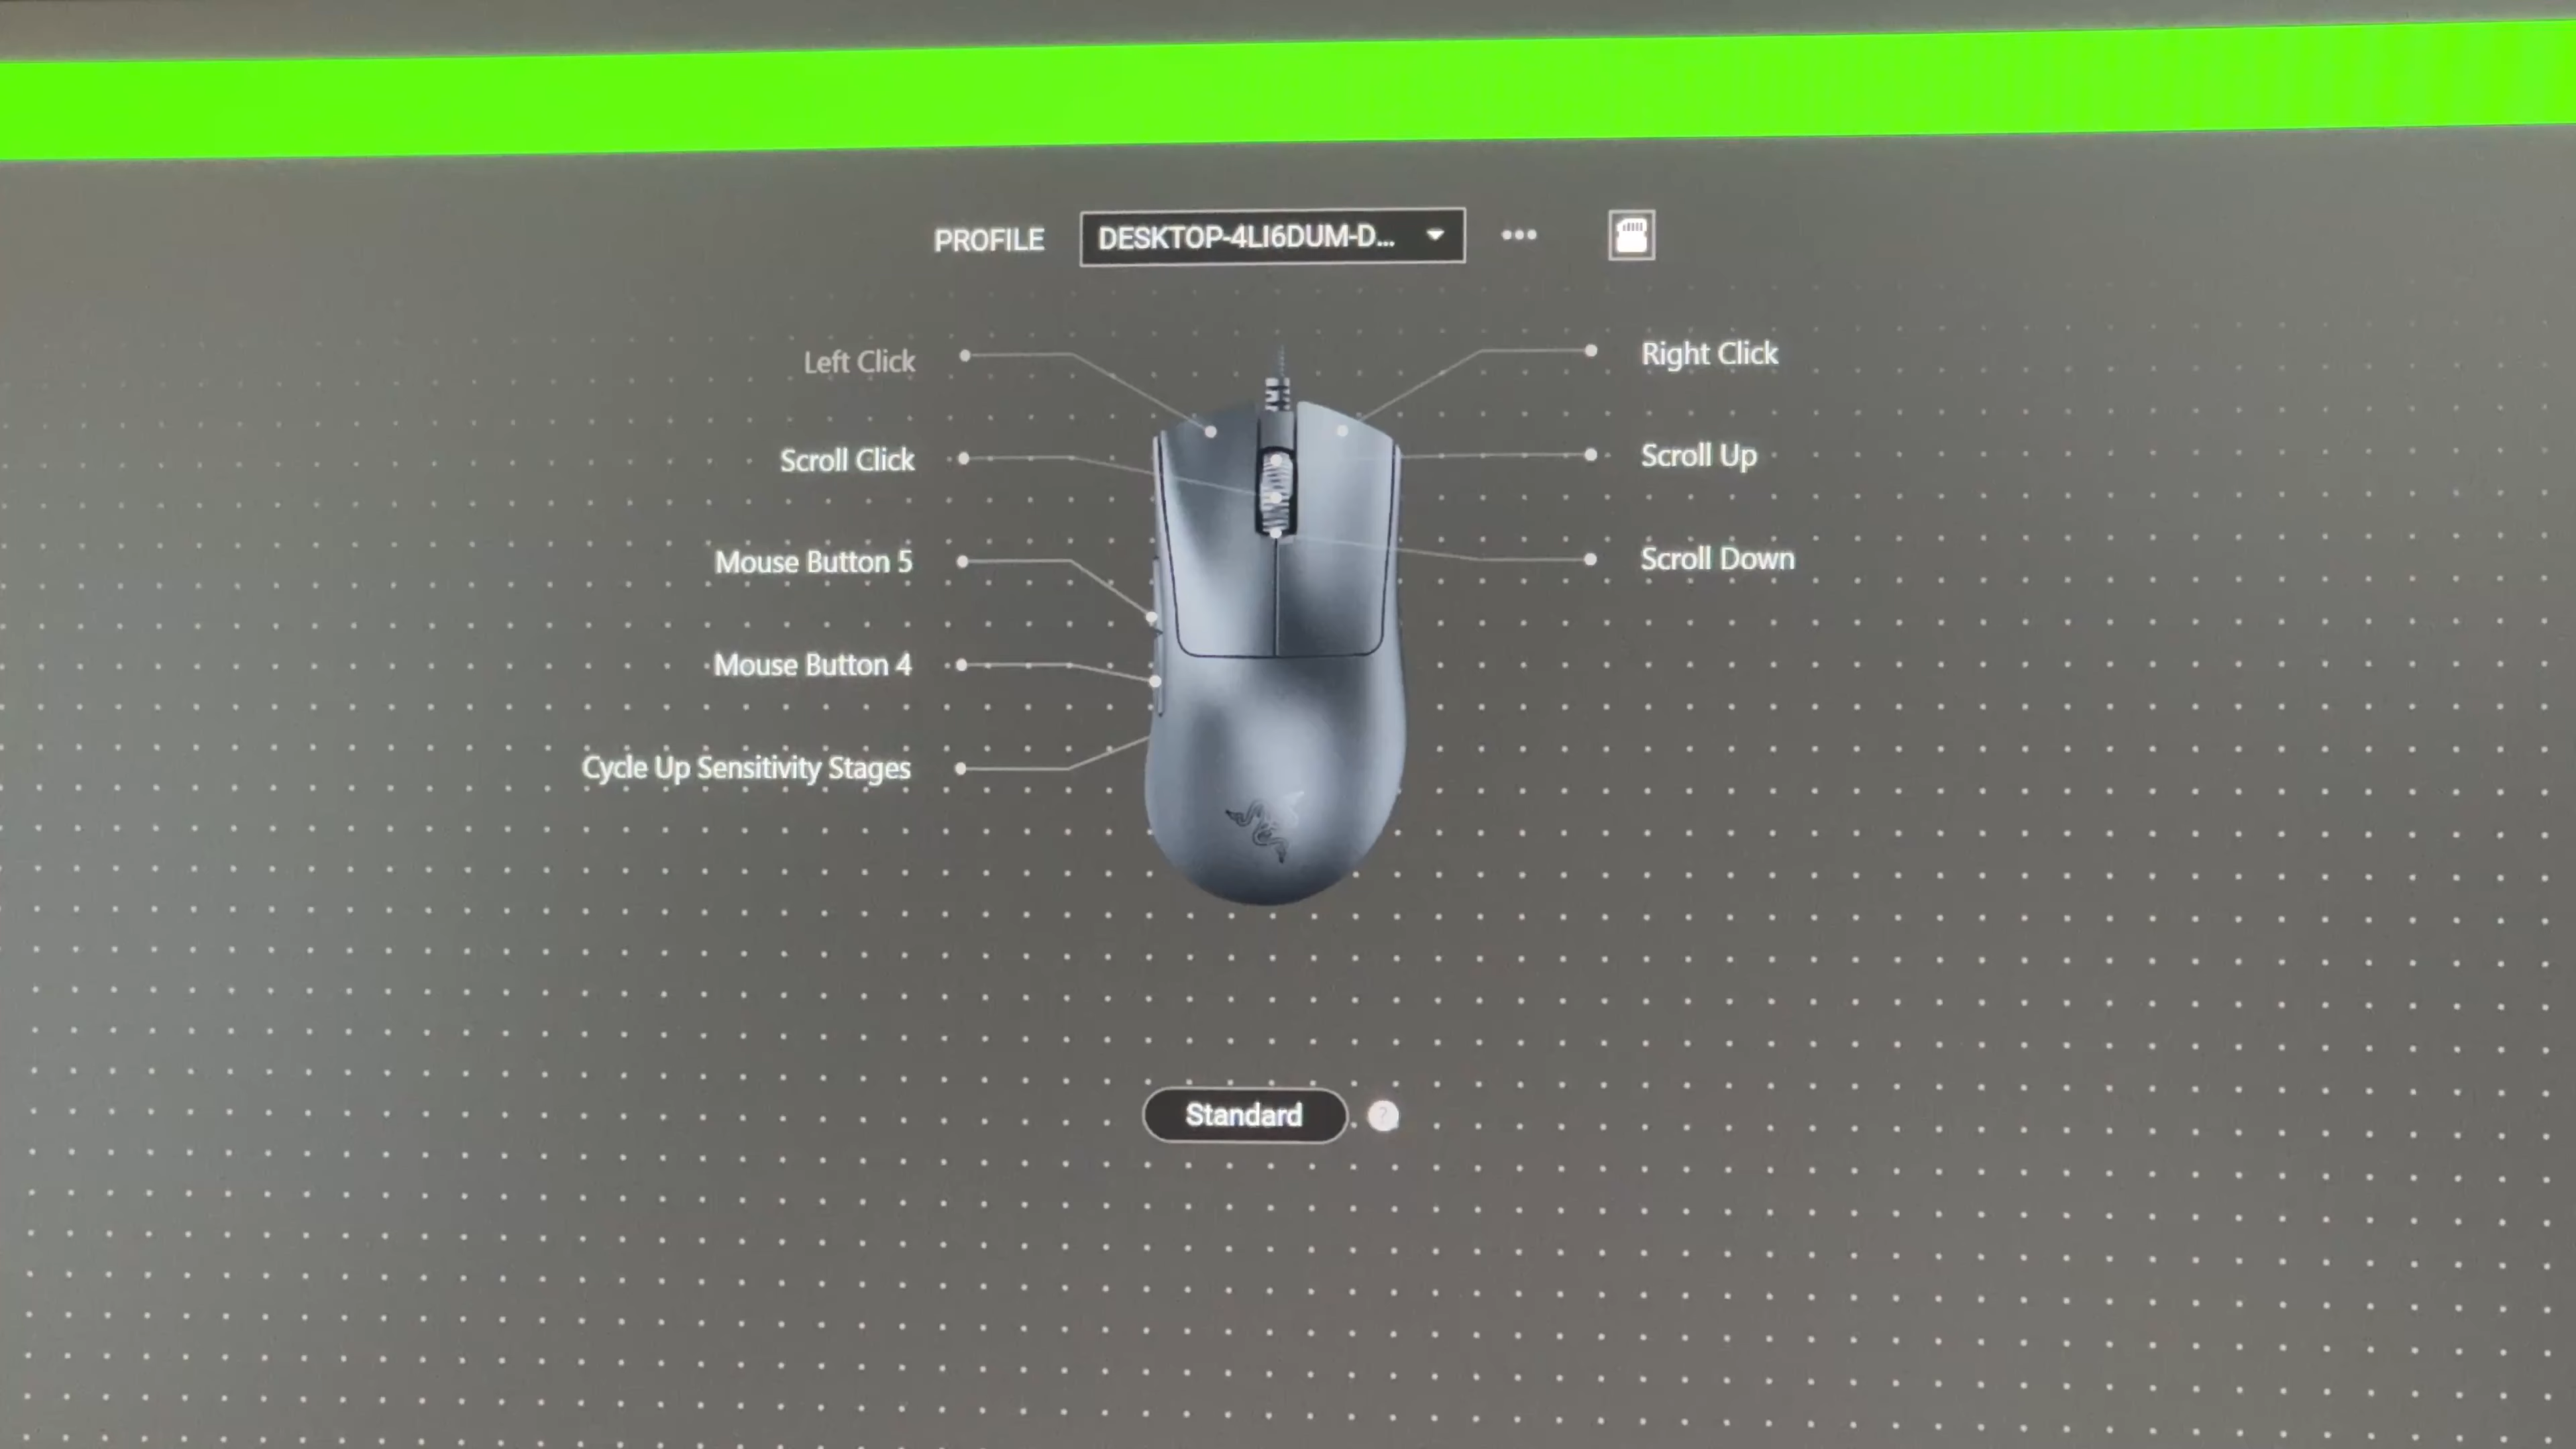 PROFILE DESKTOP-4LI6DUM-D...
Left Click
Right Click
Scroll Click
Scroll Up
Mouse Button 5
Scroll Down
Mouse Button 4
Cycle Up Sensitivity Stages
Standard ?